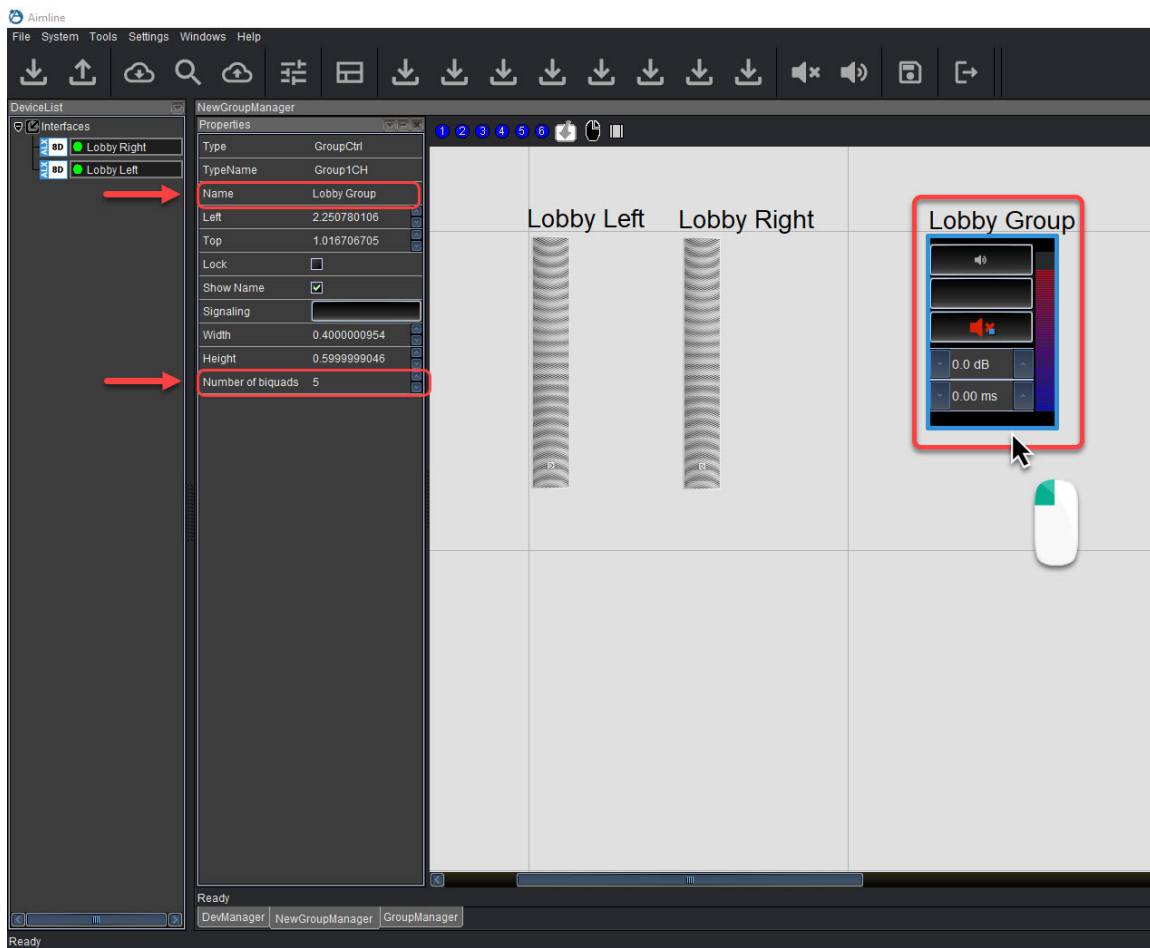 Aimline
File System Tools Settings Windows Help
DeviceList
Interfaces
ALX 8D Lobby Right
ALX 8D Lobby Left
NewGroupManager
Properties
Type GroupCtrl
TypeName Group1CH
Name Lobby Group
Left 2.250780106
Top 1.016706705
Lock
Show Name
Signaling
Width 0.4000000954
Height 0.5999999046
Number of biquads 5
1 2 3 4 5 6
Lobby Left Lobby Right Lobby Group
0.0 dB
0.00 ms
Ready
DevManager NewGroupManager GroupManager
Ready